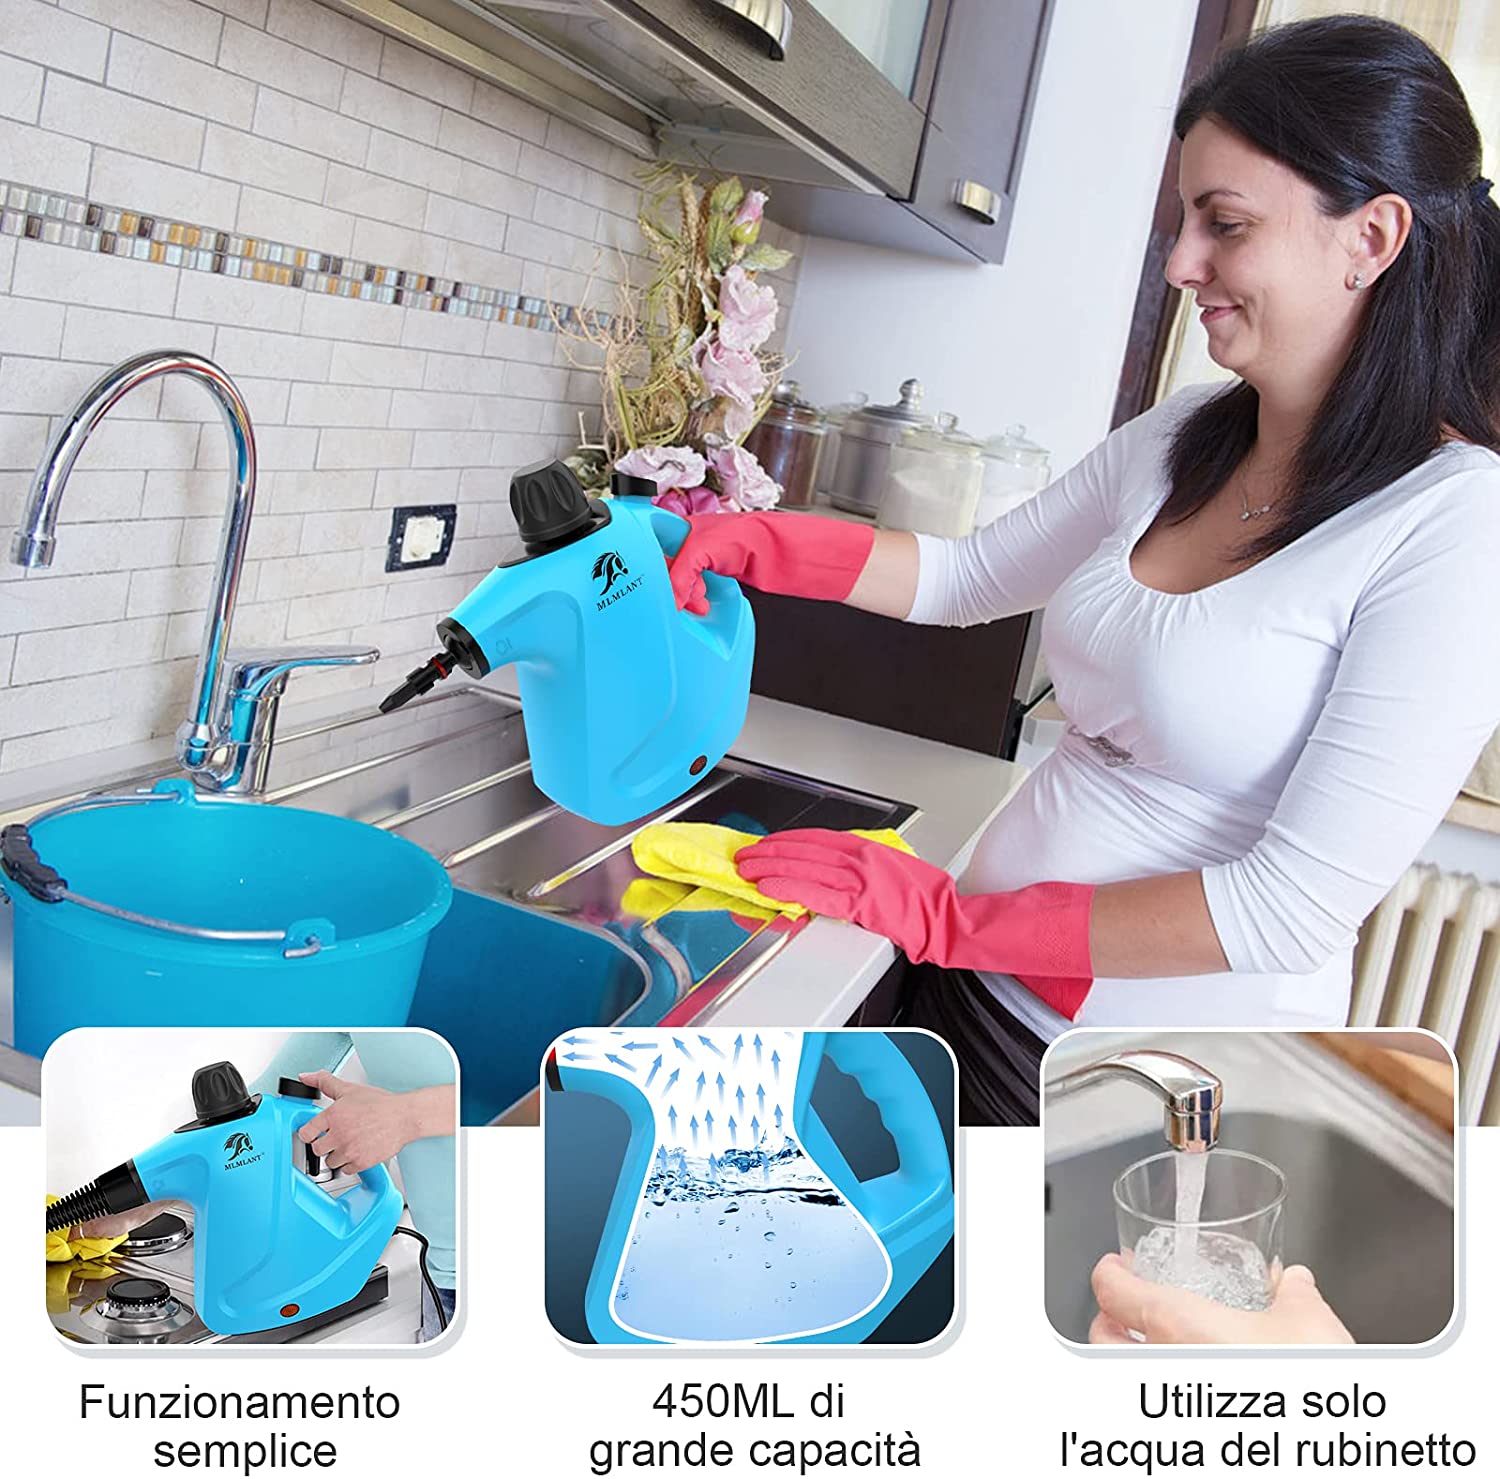 MLMLANT
MLMLANT
Funzionamento
semplice
450ML di
grande capacità
Utilizza solo
l'acqua del rubinetto